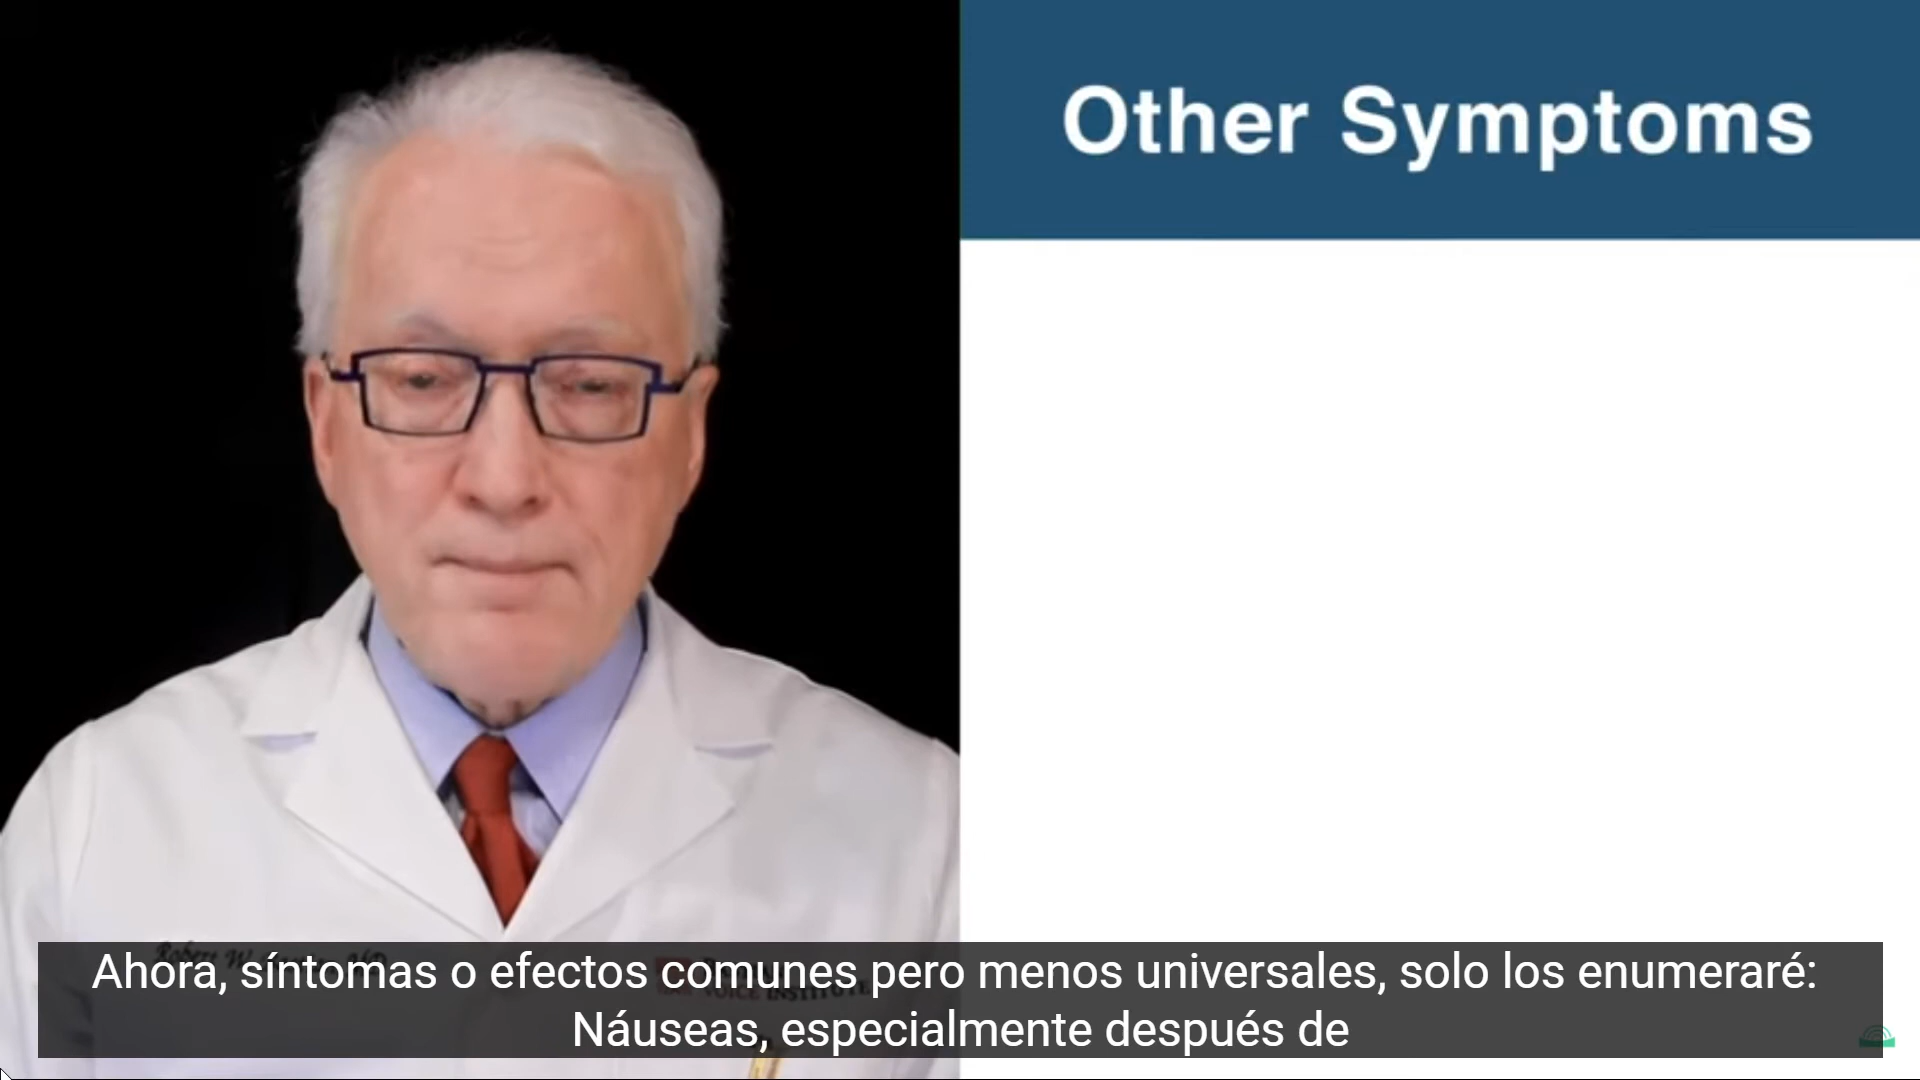 Other Symptoms
Ahora, síntomas o efectos comunes pero menos universales, solo los enumeraré:
Náuseas, especialmente después de